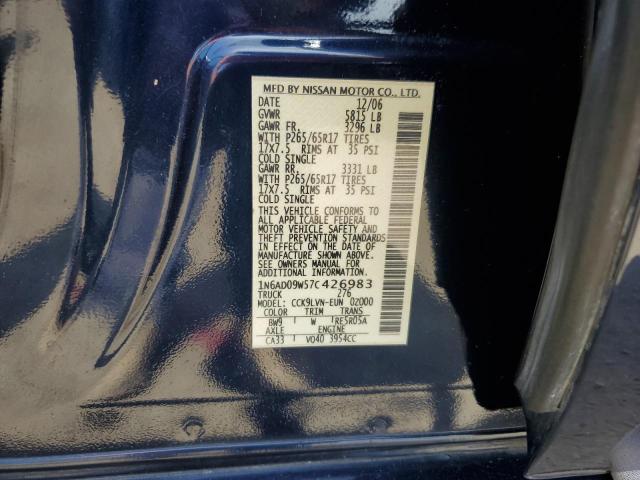 MFD BY NISSAN MOTOR CO., LTD.
DATE 12/06
GVWR 5815 LB
GAWR FR. 3296 LB
WITH P265/65R17 TIRES
17X7.5 RIMS AT 35 PSI
COLD SINGLE
GAWR RR. 3331 LB
WITH P265/65R17 TIRES
17X7.5 RIMS AT 35 PSI
COLD SINGLE
THIS VEHICLE CONFORMS TO
ALL APPLICABLE FEDERAL
MOTOR VEHICLE SAFETY AND
THEFT PREVENTION STANDARDS
IN EFFECT ON THE DATE OF
MANUFACTURE SHOWN ABOVE.
SEE OWNERS MANUAL FOR
ADDITIONAL INFORMATION.
1N6AD09W57C426983
TRUCK 276
MODEL: CCK9LVN-EUN 02000
COLOR TRIM TRANS
BW9 W RE5R05A
AXLE ENGINE
CA33 VQ40 3954CC